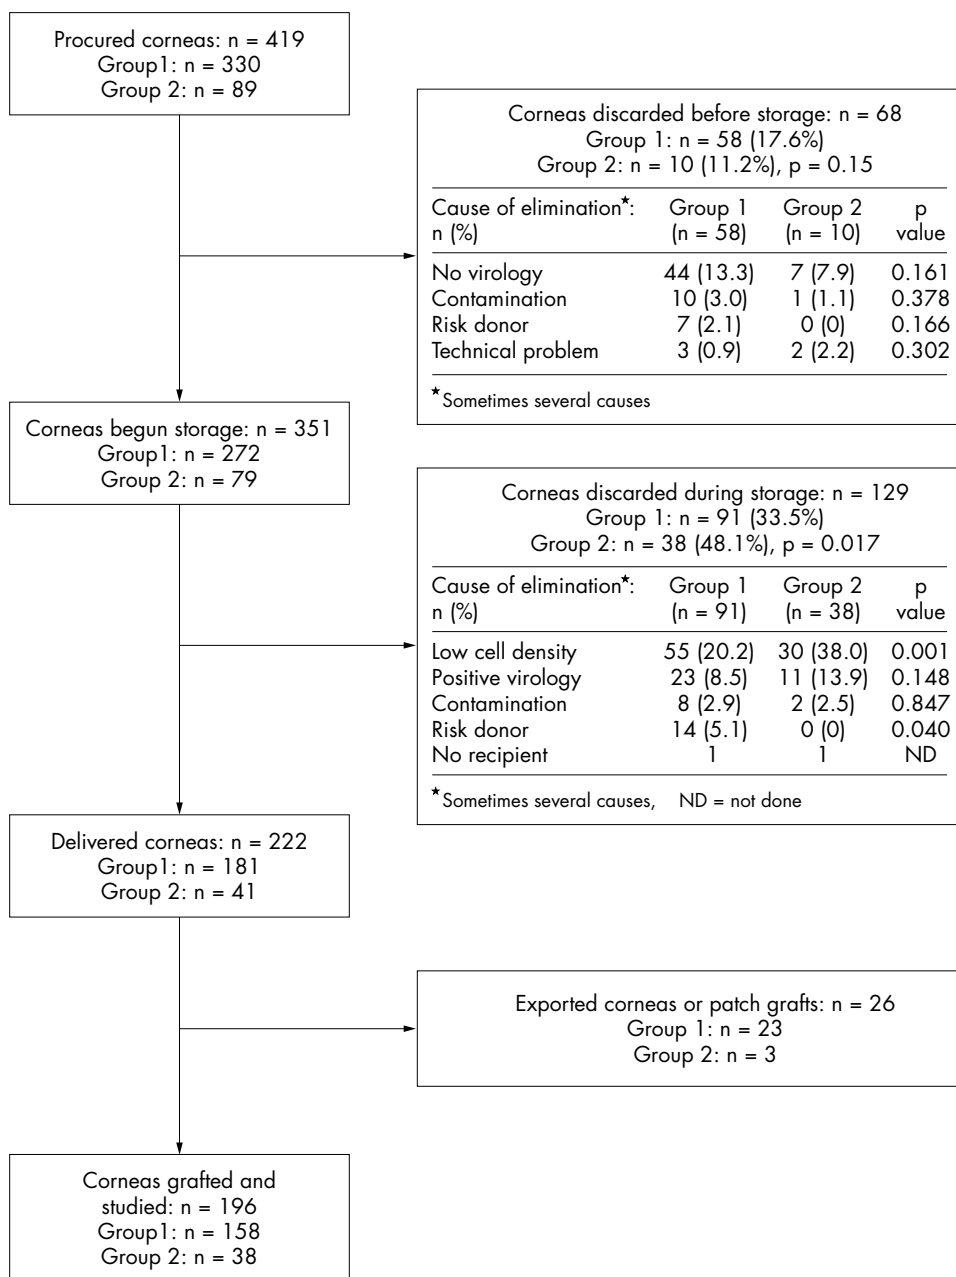 Procured corneas: n = 419
Group1: n = 330
Group 2: n = 89
Corneas discarded before storage: n = 68
Group 1: n = 58 (17.6%)
Group 2: n = 10 (11.2%), p = 0.15
Cause of elimination★: Group 1 Group 2 p
n (%) (n = 58) (n = 10) value
No virology 44 (13.3) 7 (7.9) 0.161
Contamination 10 (3.0) 1 (1.1) 0.378
Risk donor 7 (2.1) 0 (0) 0.166
Technical problem 3 (0.9) 2 (2.2) 0.302
★Sometimes several causes
Corneas begun storage: n = 351
Group1: n = 272
Group 2: n = 79
Corneas discarded during storage: n = 129
Group 1: n = 91 (33.5%)
Group 2: n = 38 (48.1%), p = 0.017
Cause of elimination★: Group 1 Group 2 p
n (%) (n = 91) (n = 38) value
Low cell density 55 (20.2) 30 (38.0) 0.001
Positive virology 23 (8.5) 11 (13.9) 0.148
Contamination 8 (2.9) 2 (2.5) 0.847
Risk donor 14 (5.1) 0 (0) 0.040
No recipient 1 1 ND
★Sometimes several causes, ND = not done
Delivered corneas: n = 222
Group1: n = 181
Group 2: n = 41
Exported corneas or patch grafts: n = 26
Group 1: n = 23
Group 2: n = 3
Corneas grafted and
studied: n = 196
Group1: n = 158
Group 2: n = 38